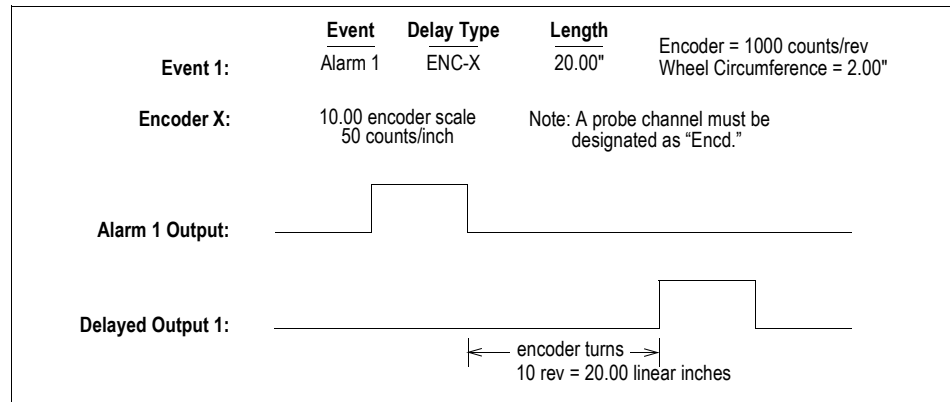 Event Delay Type Length
Event 1: Alarm 1 ENC-X 20.00" Encoder = 1000 counts/rev
Wheel Circumference = 2.00"
Encoder X: 10.00 encoder scale Note: A probe channel must be
50 counts/inch designated as “Encd.”
Alarm 1 Output:
Delayed Output 1:
encoder turns
10 rev = 20.00 linear inches